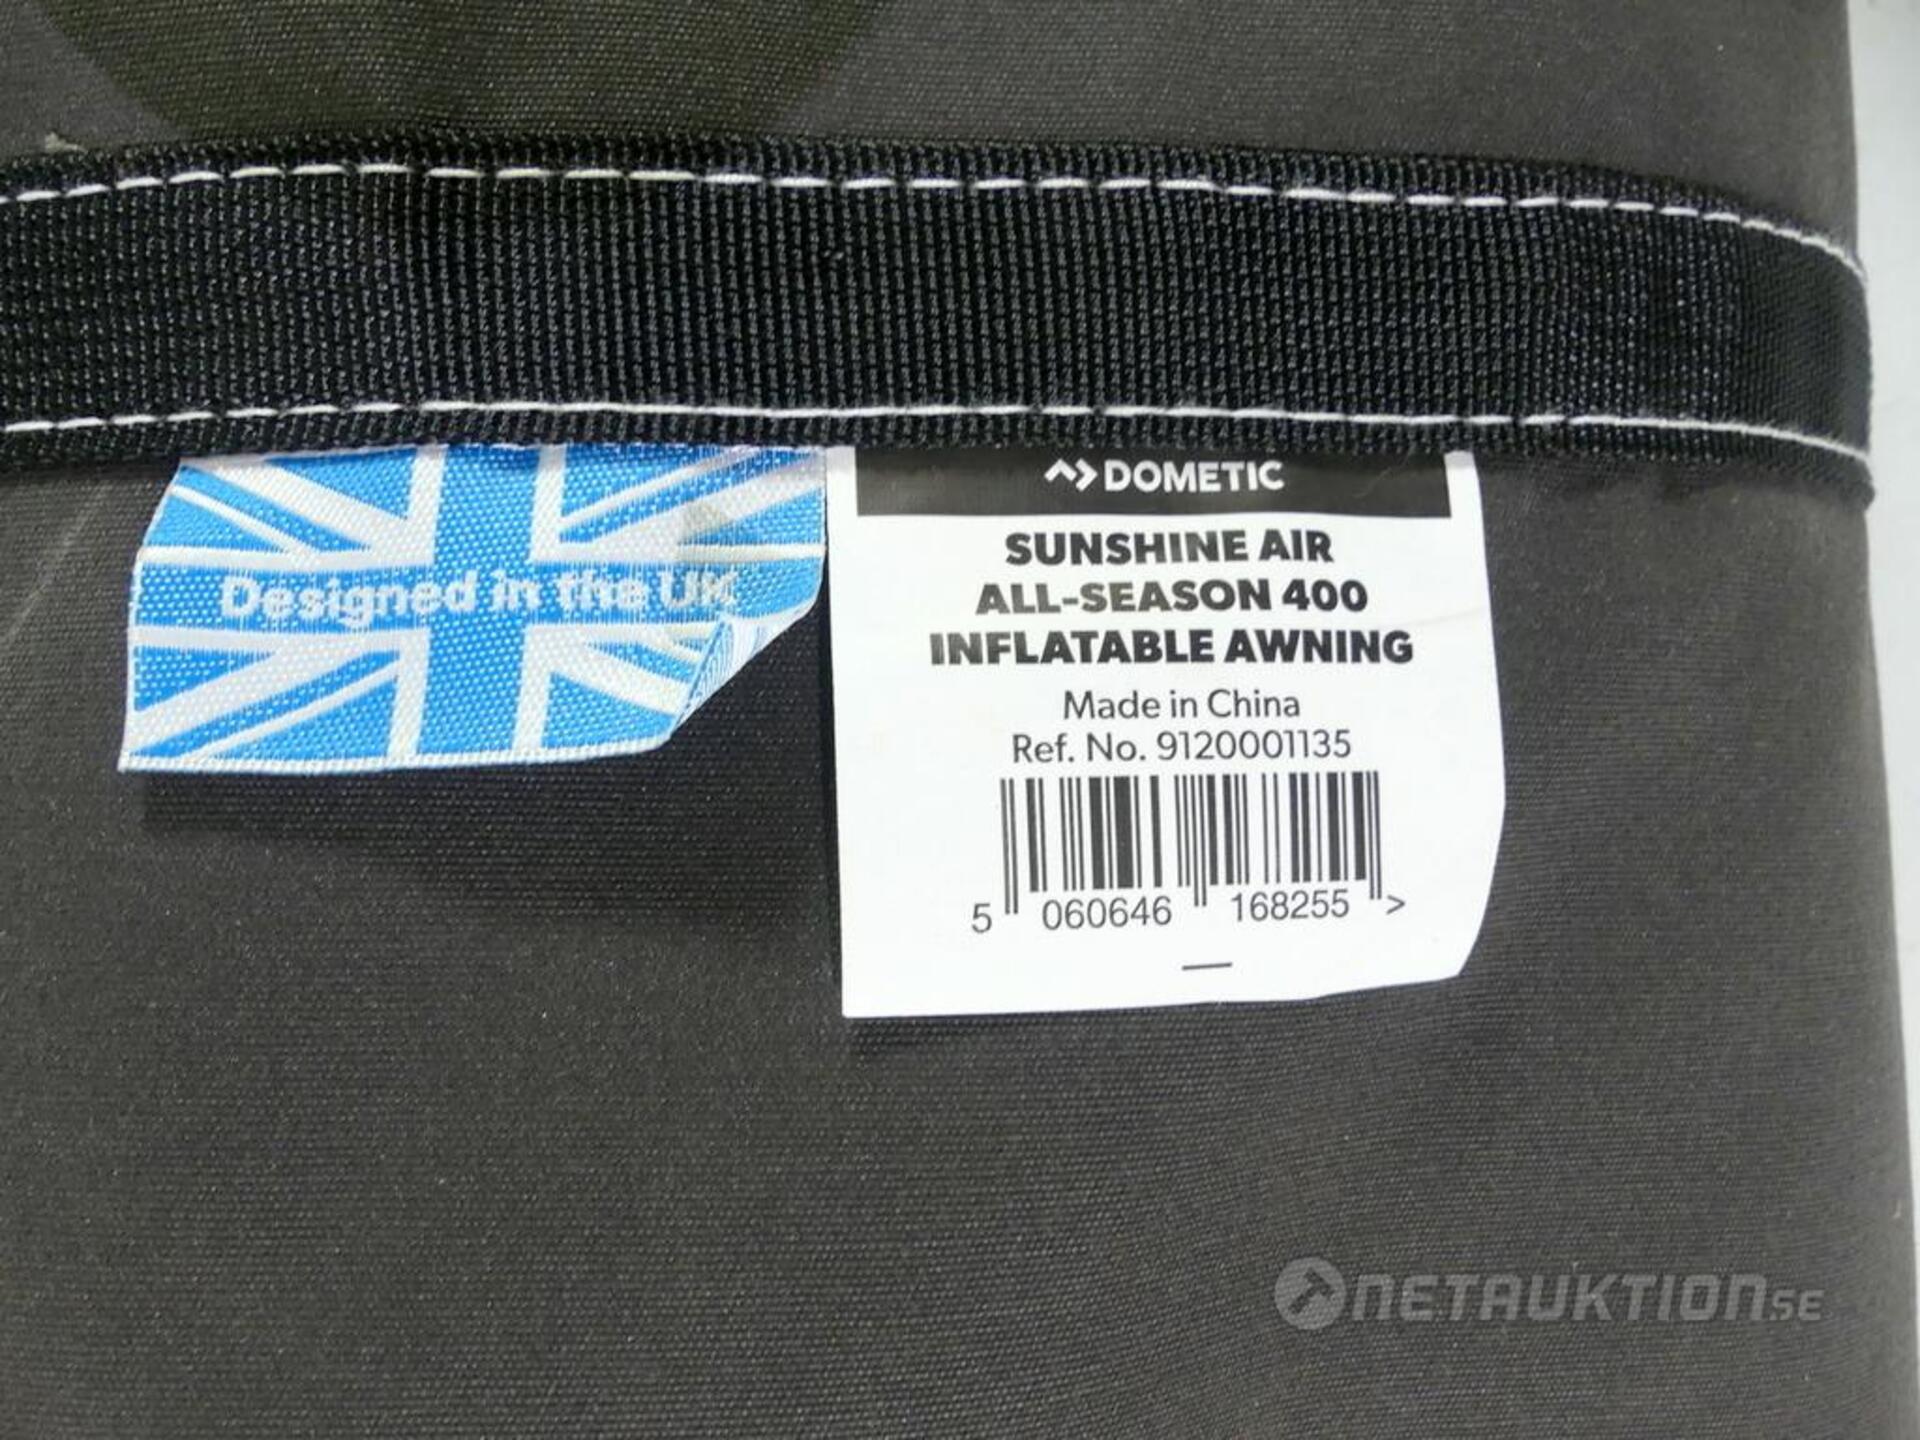 Designed in the UK
DOMETIC
SUNSHINE AIR
ALL-SEASON 400
INFLATABLE AWNING
Made in China
Ref. No. 9120001135
5 060646 168255 >
NETAUKTION.SE